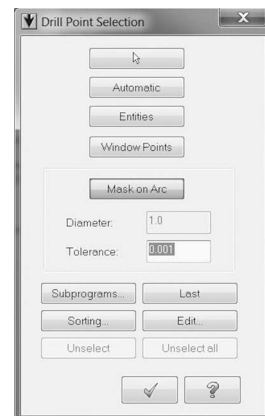 Drill Point Selection
Automatic
Entities
Window Points
Mask on Arc
Diameter: 1.0
Tolerance: 0.001
Subprograms... Last
Sorting... Edit...
Unselect Unselect all